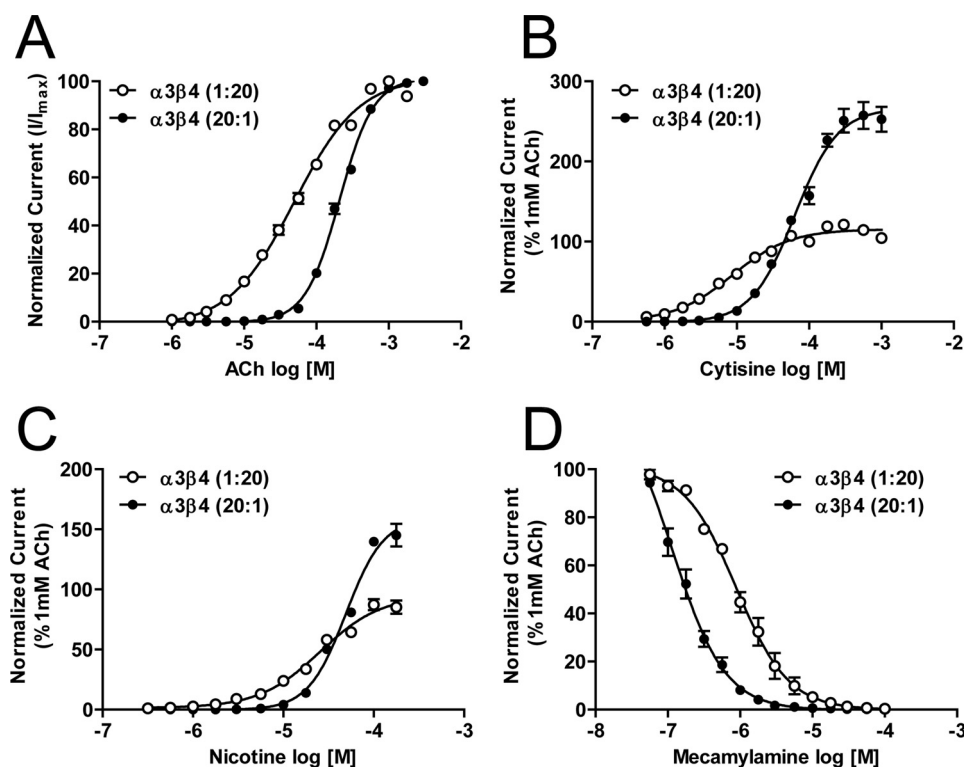 A
Normalized Current (I/Imax)
100
80
60
40
20
0
α3β4 (1:20)
α3β4 (20:1)
-7
-6
-5
-4
-3
-2
ACh log [M]
B
Normalized Current
(% 1mM ACh)
300
200
100
0
α3β4 (1:20)
α3β4 (20:1)
-7
-6
-5
-4
-3
-2
Cytisine log [M]
C
Normalized Current
(% 1mM ACh)
200
150
100
50
0
α3β4 (1:20)
α3β4 (20:1)
-7
-6
-5
-4
-3
Nicotine log [M]
D
Normalized Current
(% 1mM ACh)
100
80
60
40
20
0
α3β4 (1:20)
α3β4 (20:1)
-8
-7
-6
-5
-4
-3
Mecamylamine log [M]